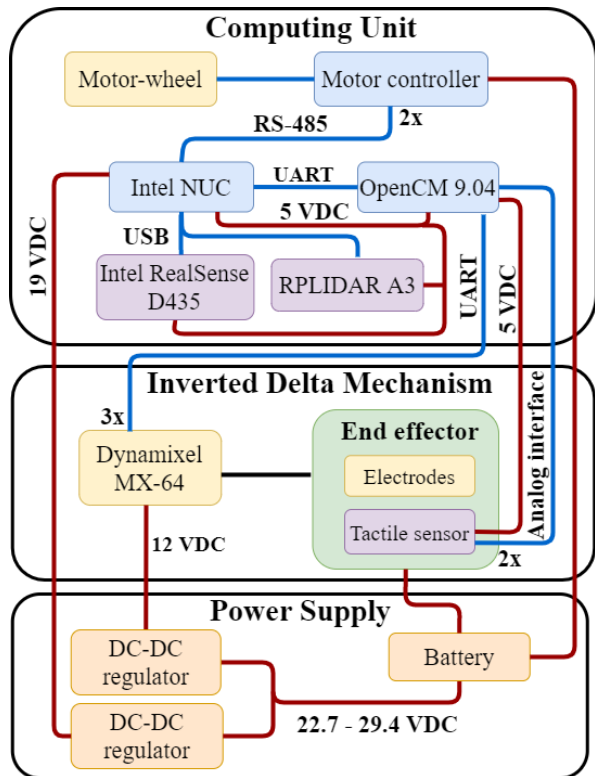 Computing Unit
Motor-wheel
Motor controller
RS-485
2x
Intel NUC
UART
OpenCM 9.04
5 VDC
USB
19 VDC
Intel RealSense
D435
RPLIDAR A3
UART
5 VDC
Analog interface
Inverted Delta Mechanism
3x
End effector
Dynamixel
MX-64
Electrodes
Tactile sensor
12 VDC
2x
Power Supply
DC-DC
regulator
Battery
DC-DC
regulator
22.7 - 29.4 VDC